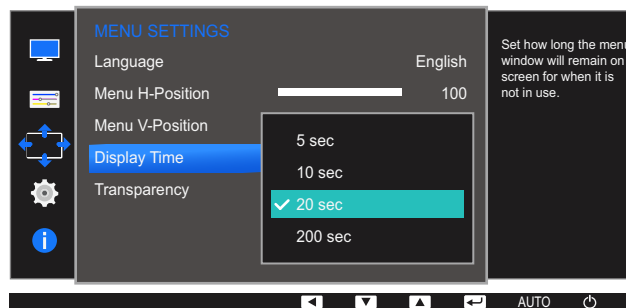 MENU SETTINGS
Language English
Menu H-Position 100
Menu V-Position
Display Time
Transparency
5 sec
10 sec
20 sec
200 sec
Set how long the menu
window will remain on
screen for when it is
not in use.
AUTO